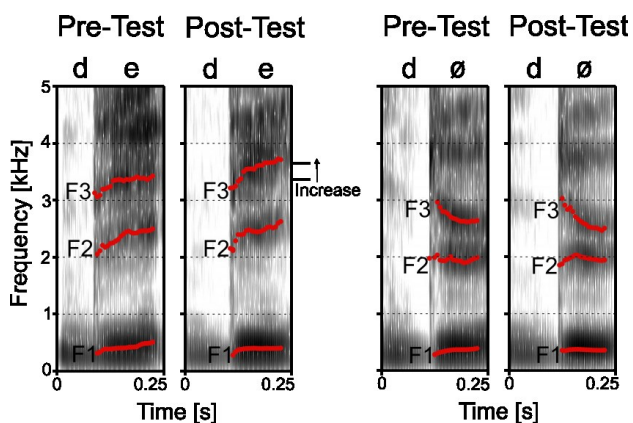 Pre-Test Post-Test Pre-Test Post-Test
d e d e d ø d ø
Frequency [kHz]
5
4
3
2
1
0
F3 F3 F3 F3
Increase
F2 F2 F2 F2
F1 F1 F1 F1
0 0.25 0 0.25 0 0.25 0 0.25
Time [s] Time [s]